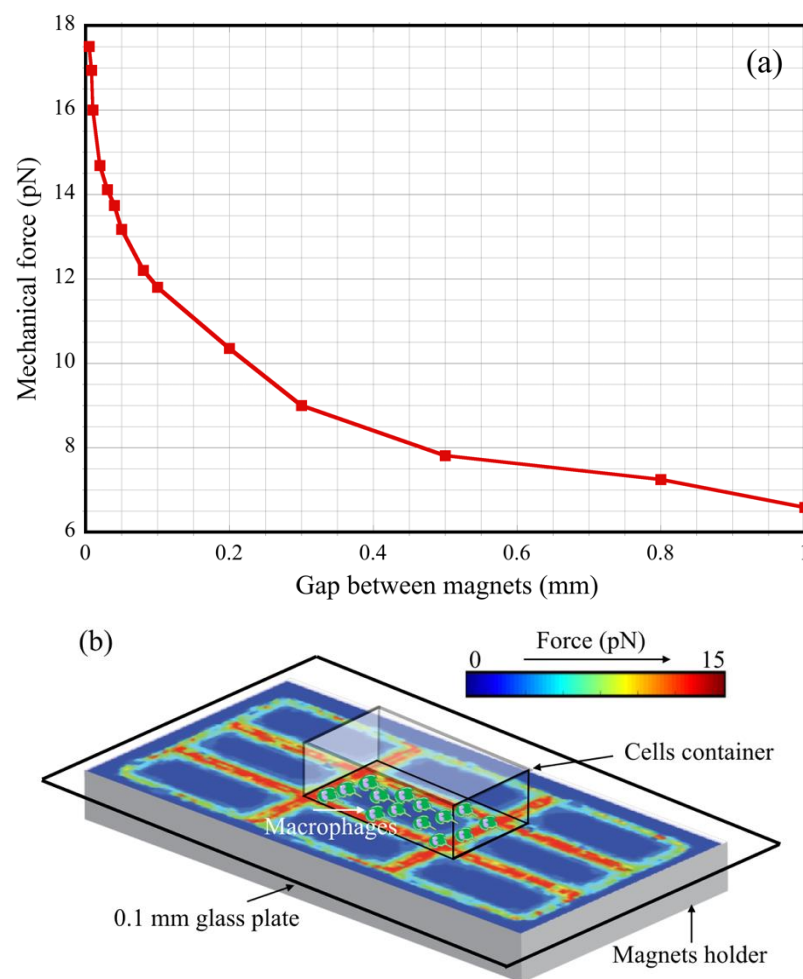 18
(a)
16
14
12
10
8
6
Mechanical force (pN)
0
0.2
0.4
0.6
0.8
Gap between magnets (mm)
(b)
Force (pN)
0
15
Cells container
Macrophages
0.1 mm glass plate
Magnets holder